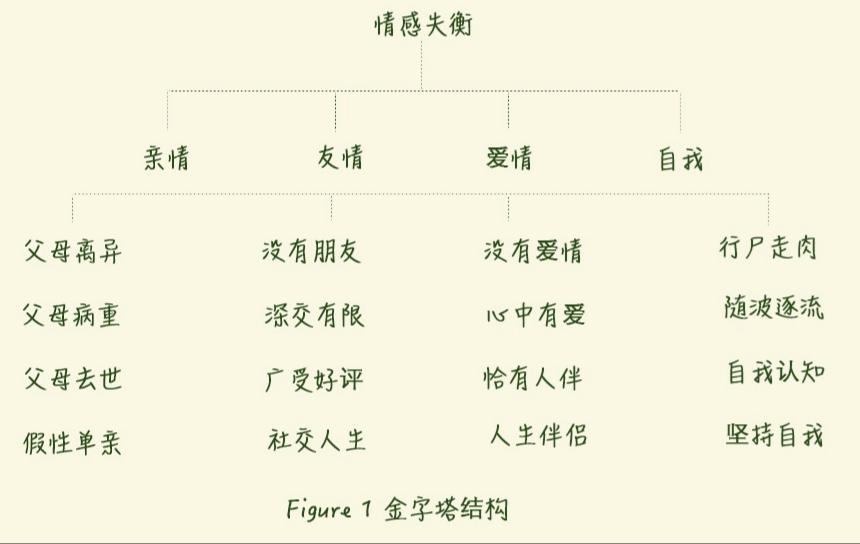 情感失衡
亲情 友情 爱情 自我
父母离异 没有朋友 没有爱情 行尸走肉
父母病重 深交有限 心中有爱 随波逐流
父母去世 广受好评 恰有人伴 自我认知
假性单亲 社交人生 人生伴侣 坚持自我
Figure 1 金字塔结构